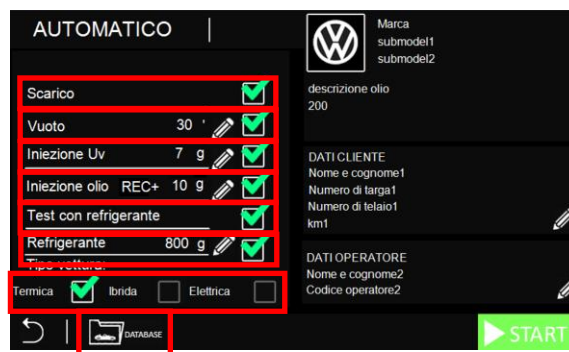 AUTOMATICO |
Scarico
Vuoto 30 '
Iniezione Uv 7 g
Iniezione olio REC+ 10 g
Test con refrigerante
Refrigerante 800 g
Tipo vettura:
Termica Ibrida Elettrica
DATABASE
Marca
submodel1
submodel2
descrizione olio
200
DATI CLIENTE
Nome e cognome1
Numero di targa1
Numero di telaio1
km1
DATI OPERATORE
Nome e cognome2
Codice operatore2
START